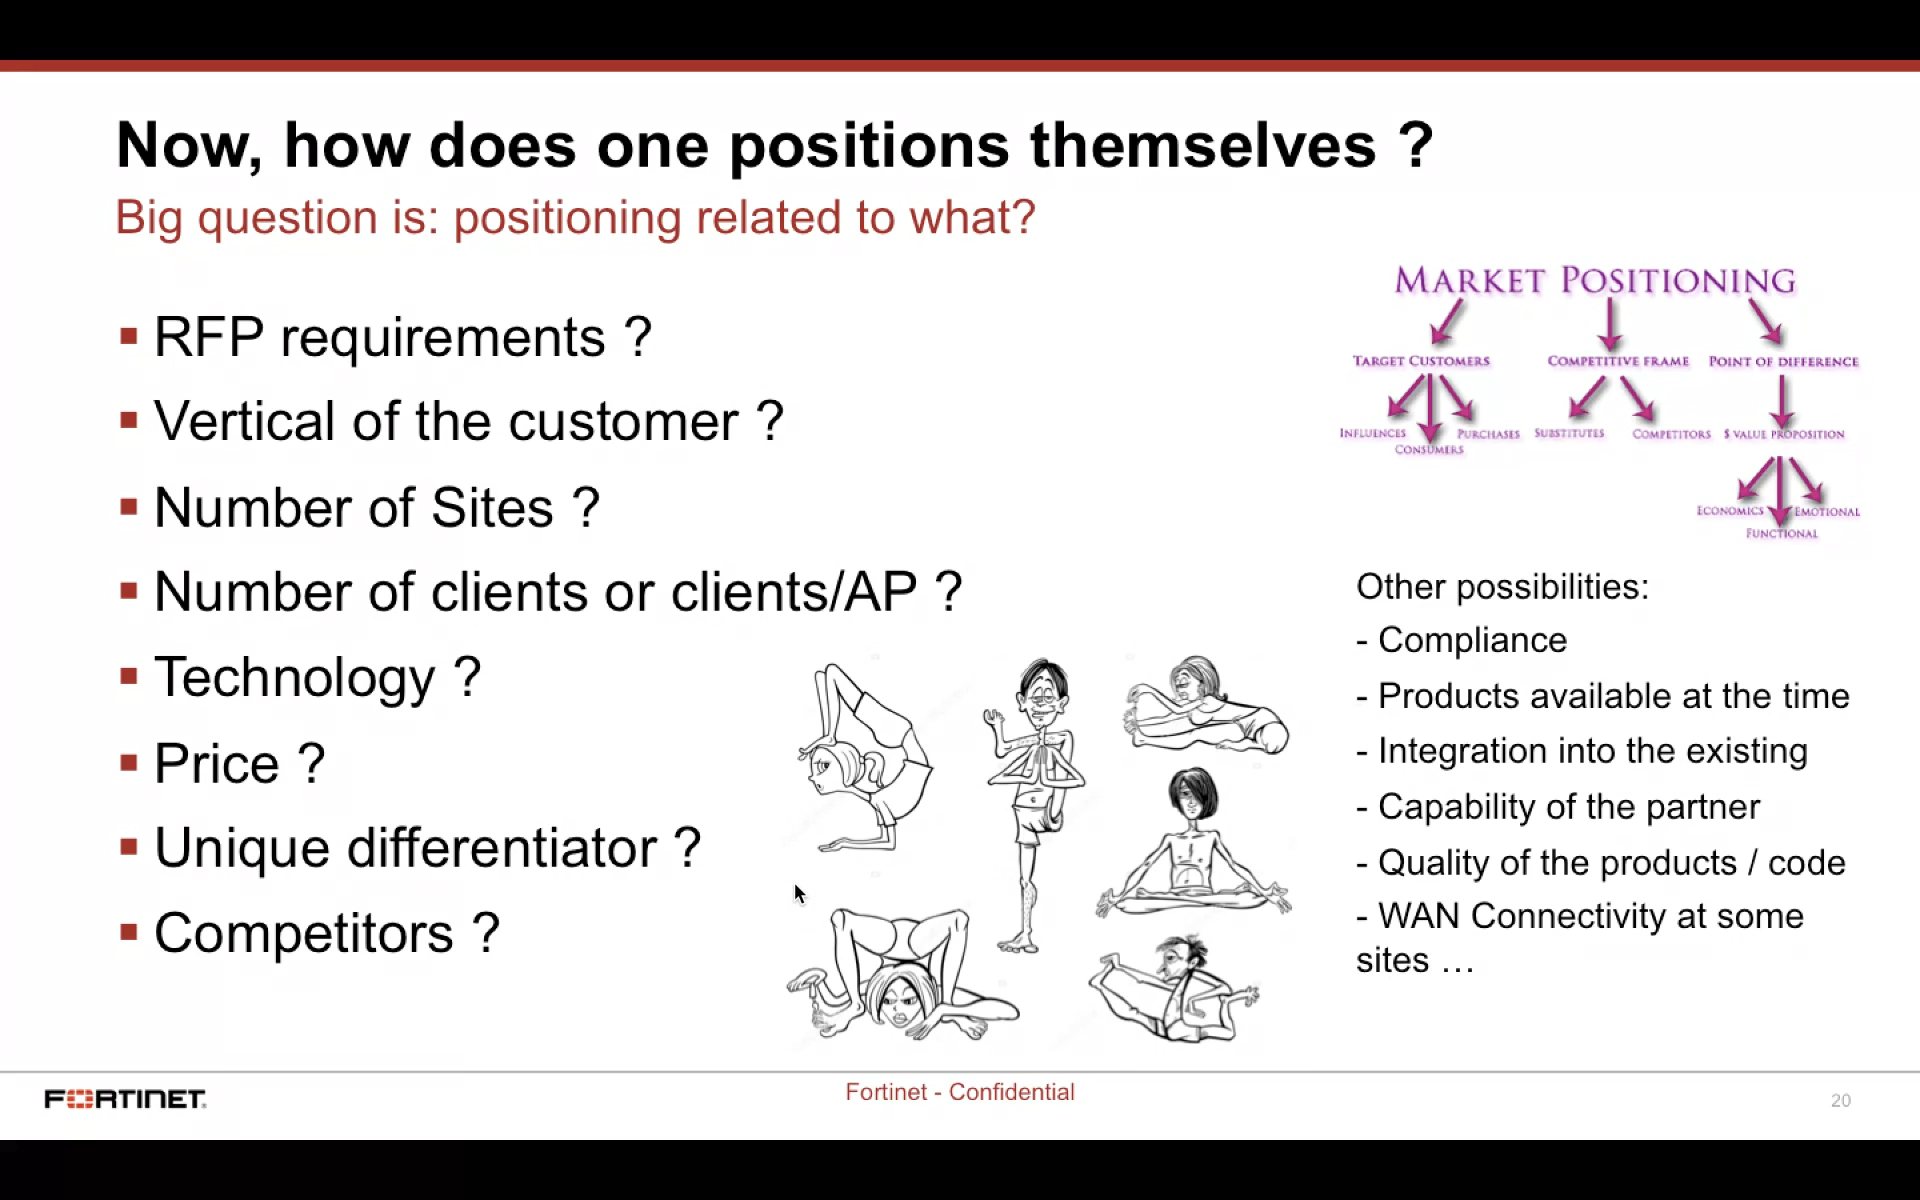 Now, how does one positions themselves ?
Big question is: positioning related to what?
▪ RFP requirements ?
▪ Vertical of the customer ?
▪ Number of Sites ?
▪ Number of clients or clients/AP ?
▪ Technology ?
▪ Price ?
▪ Unique differentiator ?
▪ Competitors ?
MARKET POSITIONING
TARGET CUSTOMERS COMPETITIVE FRAME POINT OF DIFFERENCE
INFLUENCES PURCHASES SUBSTITUTES COMPETITORS $ VALUE PROPOSITION
CONSUMERS
ECONOMICS EMOTIONAL
FUNCTIONAL
Other possibilities:
- Compliance
- Products available at the time
- Integration into the existing
- Capability of the partner
- Quality of the products / code
- WAN Connectivity at some
sites …
FORTINET
Fortinet - Confidential
20